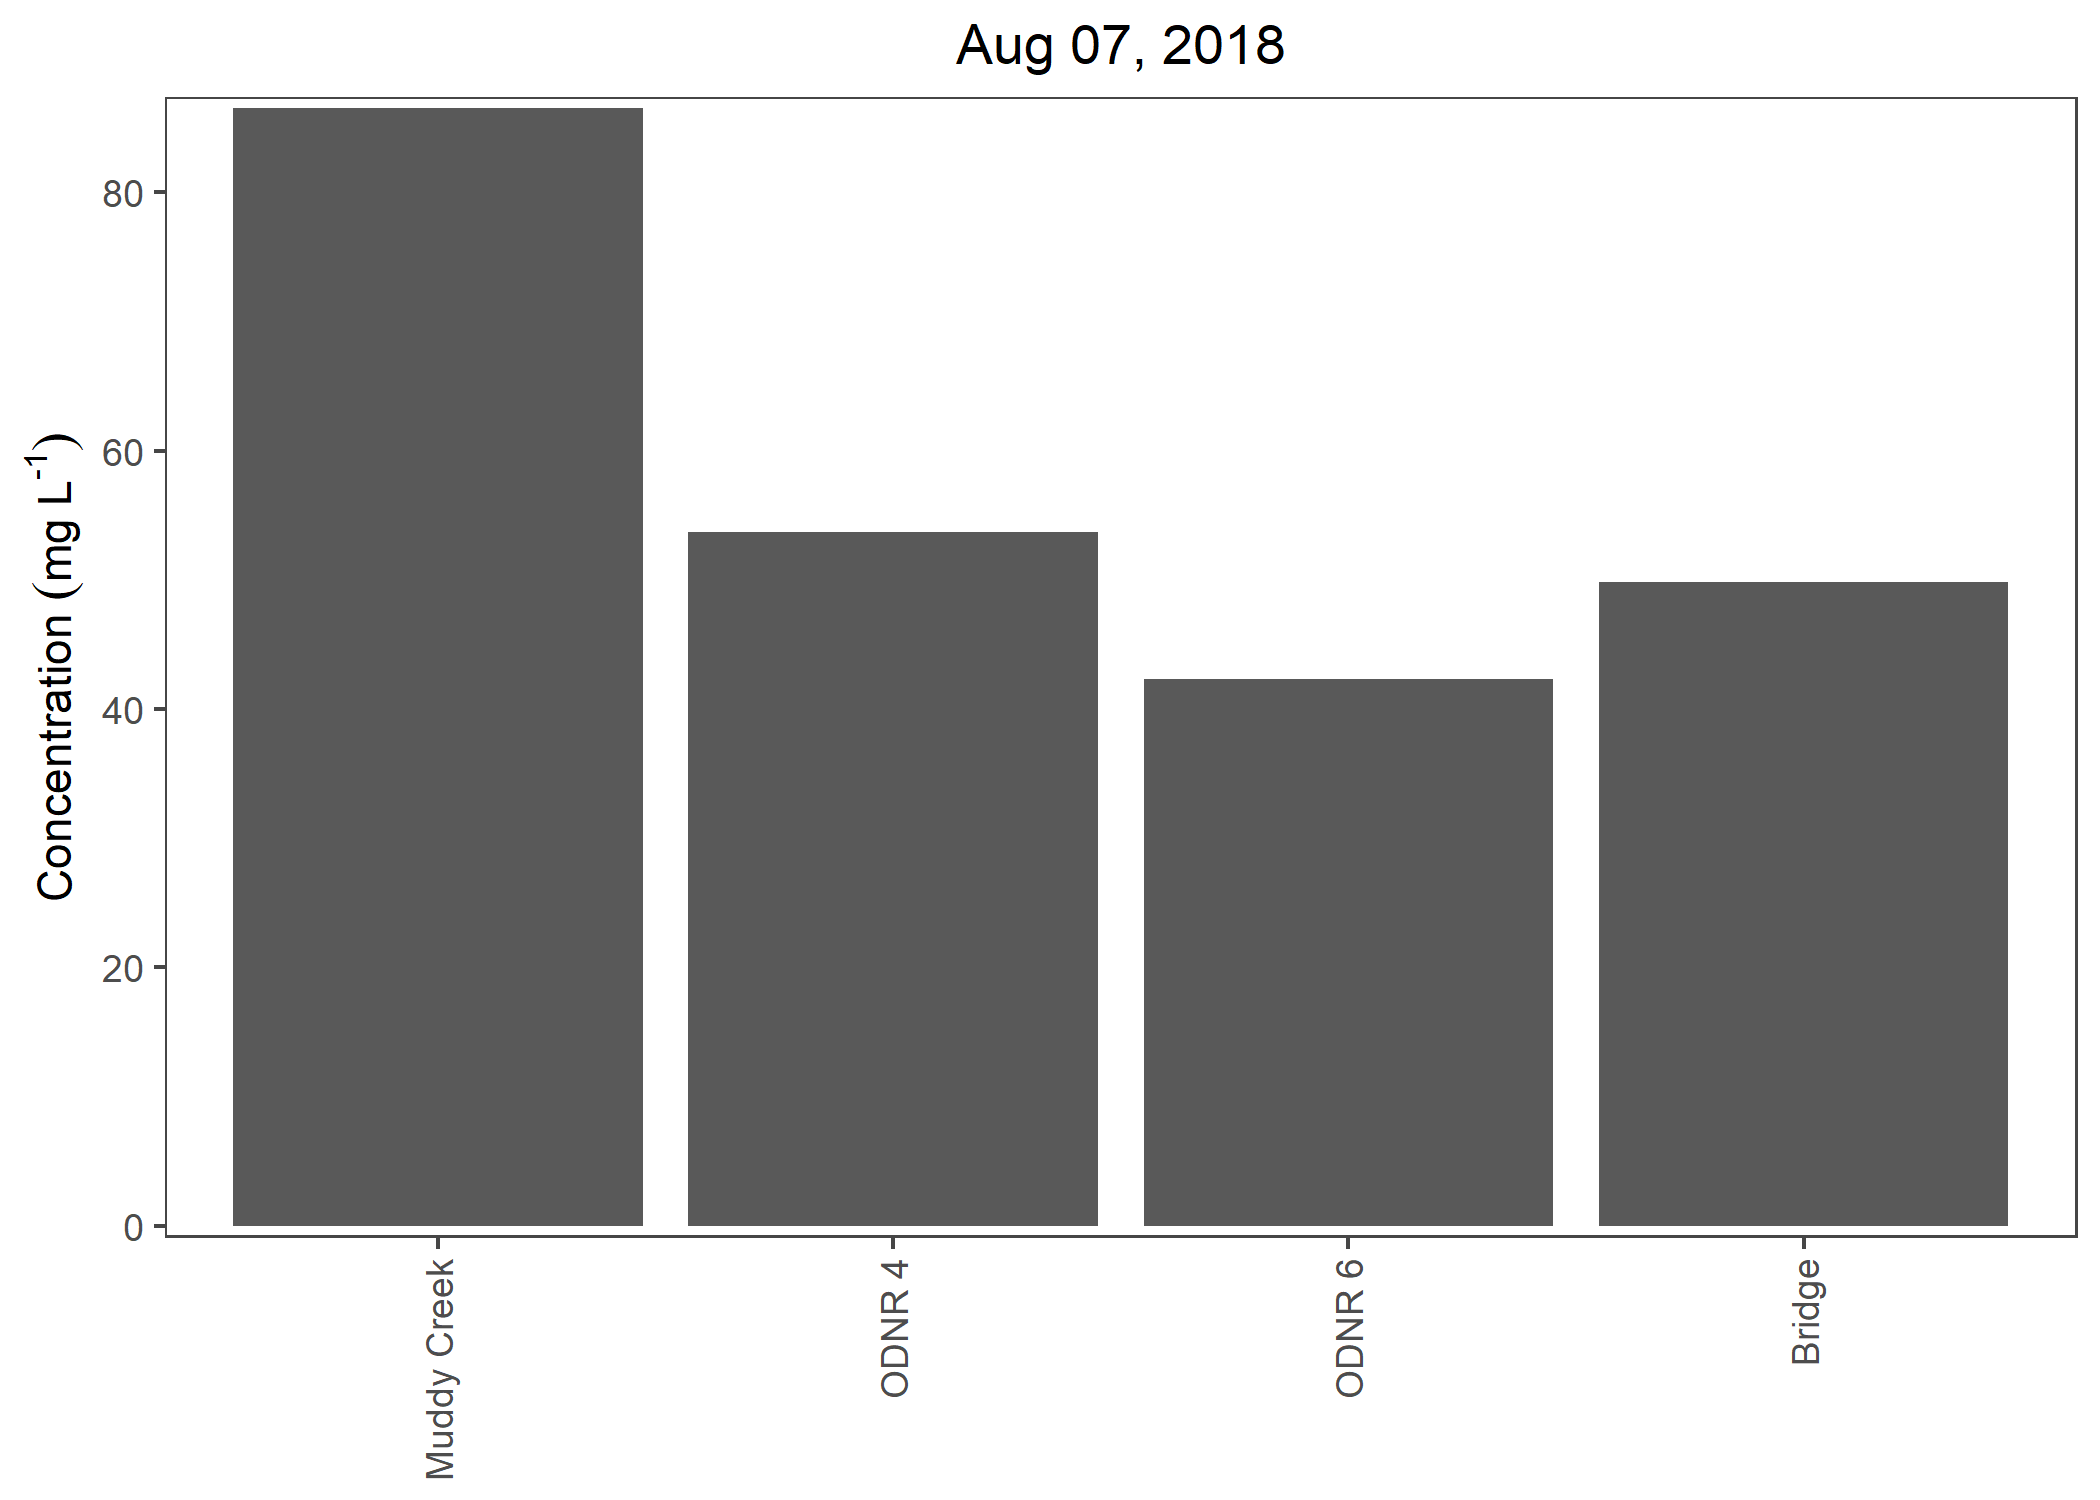 Aug 07, 2018
Concentration (mg L⁻¹)
80
60
40
20
0
Muddy Creek
ODNR 4
ODNR 6
Bridge